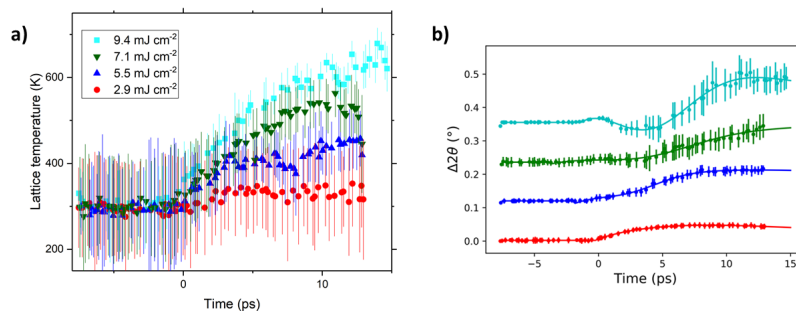 a)
9.4 mJ cm⁻²
7.1 mJ cm⁻²
5.5 mJ cm⁻²
2.9 mJ cm⁻²
600
400
200
Lattice temperature (K)
0
10
Time (ps)
b)
0.5
0.4
0.3
0.2
0.1
0.0
Δ2θ (°)
−5
0
5
10
15
Time (ps)